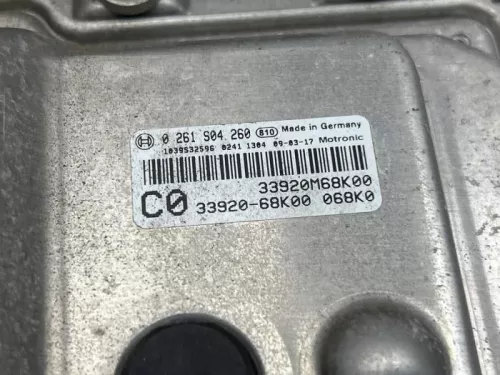 0 261 S04 260 810 Made in Germany
1039S32596 0241 1304 09-03-17 Motronic
33920M68K00
C0 33920-68K00 068K0